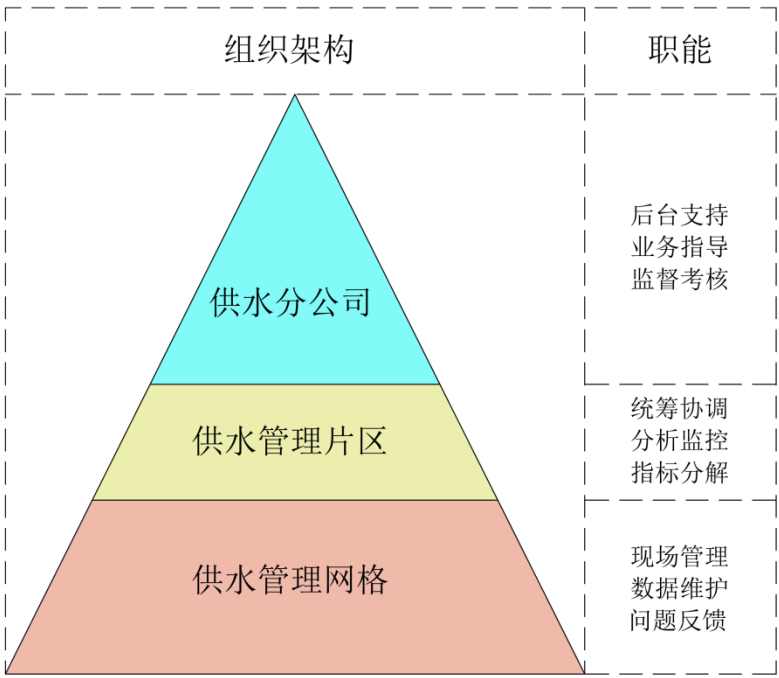 组织架构
职能
供水分公司
后台支持
业务指导
监督考核
供水管理片区
统筹协调
分析监控
指标分解
供水管理网格
现场管理
数据维护
问题反馈